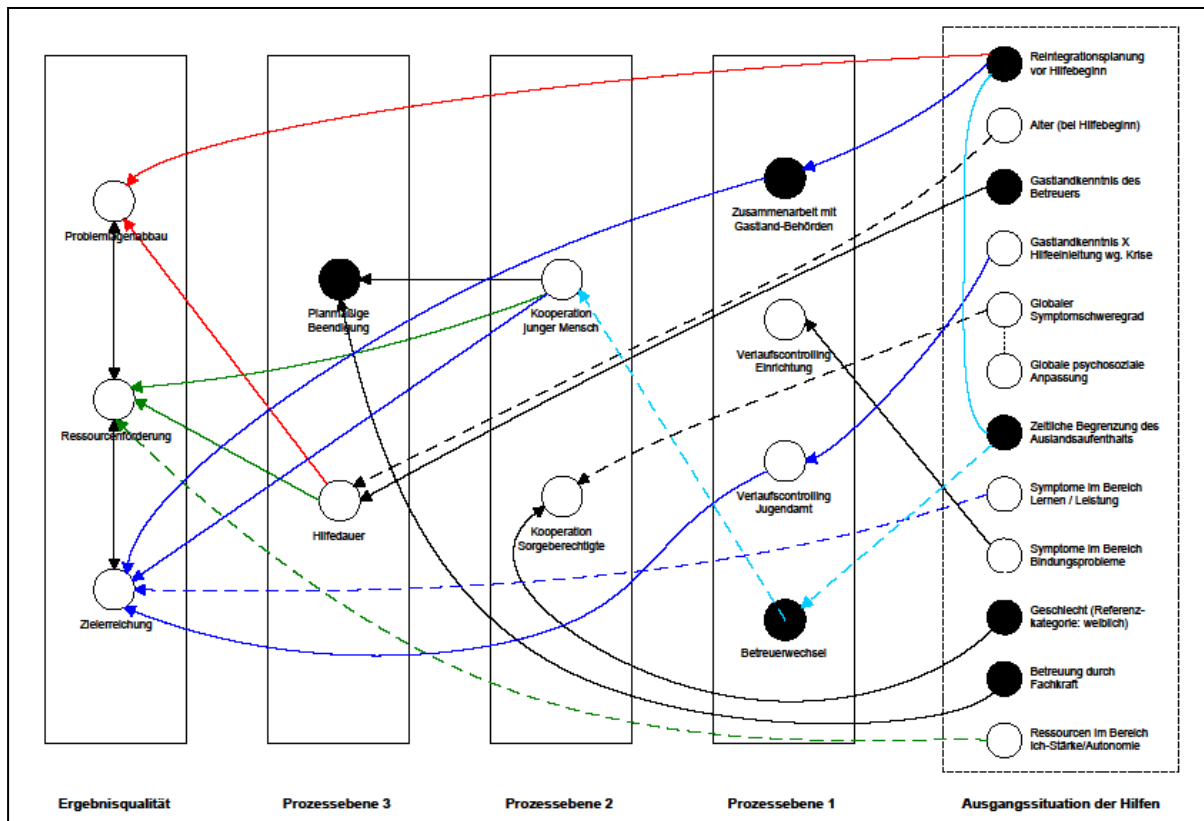 Problemlagenabbau
Ressourcenförderung
Zielerreichung
Planmäßige
Beendigung
Hilfedauer
Kooperation
junger Mensch
Kooperation
Sorgeberechtigte
Zusammenarbeit mit
Gastland-Behörden
Verlaufscontrolling
Einrichtung
Verlaufscontrolling
Jugendamt
Betreuerwechsel
Reintegrationsplanung
vor Hilfebeginn
Alter (bei Hilfebeginn)
Gastlandkenntnis des
Betreuers
Gastlandkenntnis X
Hilfeeinleitung wg. Krise
Globaler
Symptomschweregrad
Globale psychosoziale
Anpassung
Zeitliche Begrenzung des
Auslandsaufenthalts
Symptome im Bereich
Lernen / Leistung
Symptome im Bereich
Bindungsprobleme
Geschlecht (Referenz-
kategorie: weiblich)
Betreuung durch
Fachkraft
Ressourcen im Bereich
Ich-Stärke/Autonomie
Ergebnisqualität
Prozessebene 3
Prozessebene 2
Prozessebene 1
Ausgangssituation der Hilfen